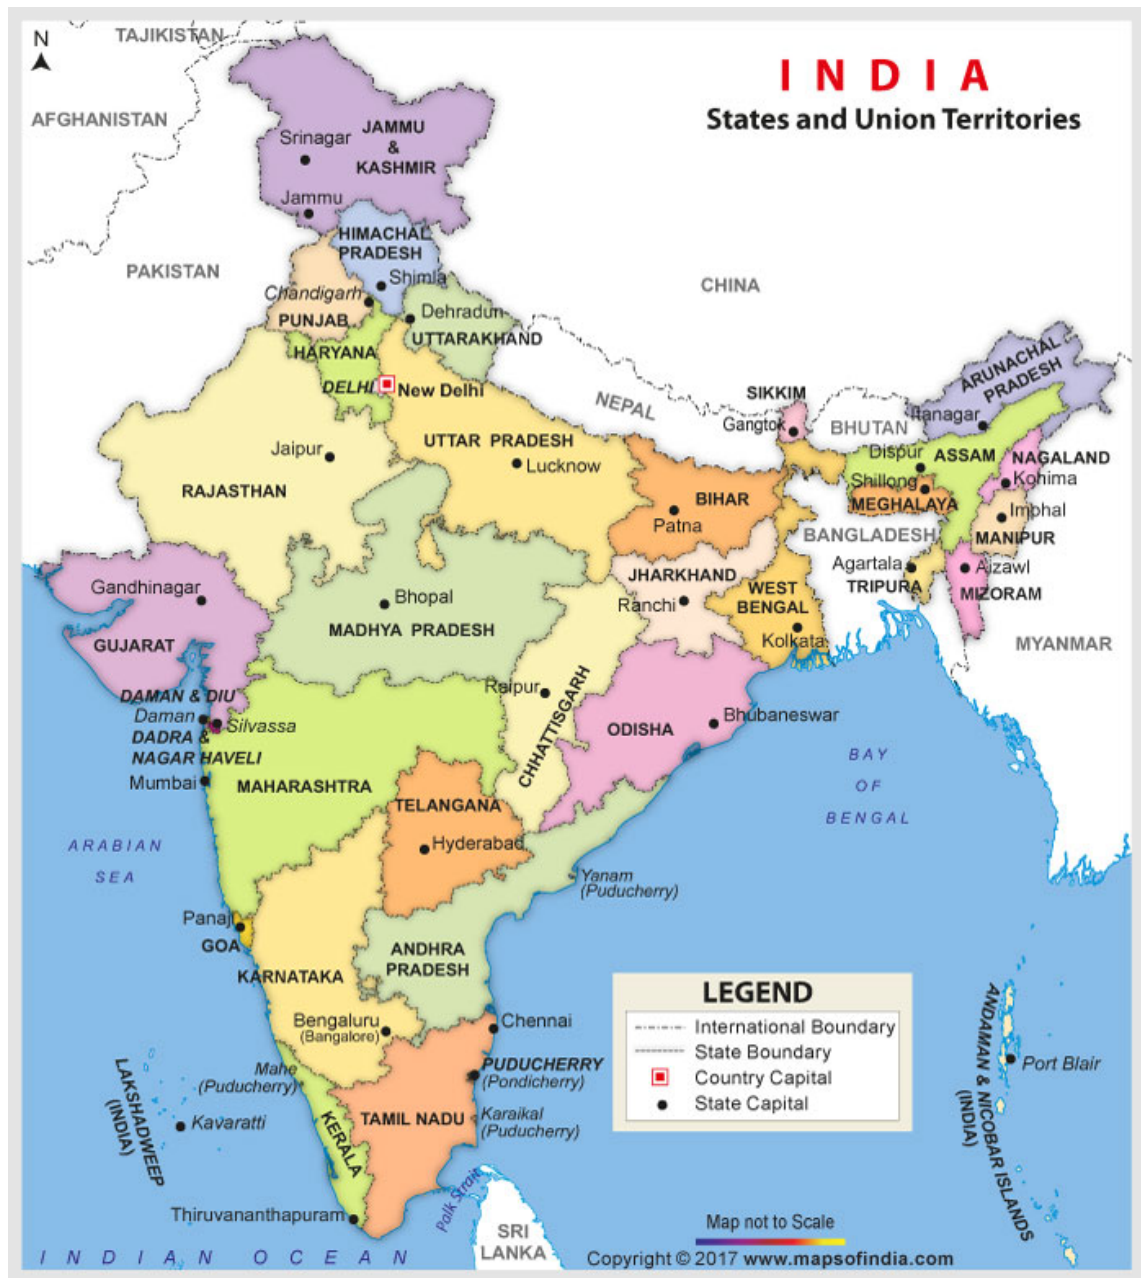 INDIA
States and Union Territories
N
TAJIKISTAN
AFGHANISTAN
PAKISTAN
CHINA
NEPAL
BHUTAN
BANGLADESH
MYANMAR
SRI
LANKA
JAMMU
&
KASHMIR
Srinagar
Jammu
HIMACHAL
PRADESH
Shimla
Chandigarh
PUNJAB
Dehradun
UTTARAKHAND
HARYANA
DELHI
New Delhi
UTTAR PRADESH
Lucknow
Jaipur
RAJASTHAN
SIKKIM
Gangtok
ARUNACHAL
PRADESH
Itanagar
Dispur
ASSAM
NAGALAND
Kohima
Shillong
MEGHALAYA
Imphal
MANIPUR
Agartala
TRIPURA
Aizawl
MIZORAM
BIHAR
Patna
JHARKHAND
Ranchi
WEST
BENGAL
Kolkata
Gandhinagar
GUJARAT
Bhopal
MADHYA PRADESH
Raipur
CHHATTISGARH
ODISHA
Bhubaneswar
DAMAN & DIU
Daman
Silvassa
DADRA &
NAGAR HAVELI
Mumbai
MAHARASHTRA
TELANGANA
Hyderabad
Yanam
(Puducherry)
BAY
OF
BENGAL
ARABIAN
SEA
Panaji
GOA
KARNATAKA
ANDHRA
PRADESH
Bengaluru
(Bangalore)
Chennai
Mahe
(Puducherry)
PUDUCHERRY
(Pondicherry)
TAMIL NADU
Karaikal
(Puducherry)
KERALA
Thiruvananthapuram
LAKSHADWEEP
(INDIA)
Kavaratti
Palk Strait
INDIAN OCEAN
ANDAMAN & NICOBAR ISLANDS
(INDIA)
Port Blair
LEGEND
International Boundary
State Boundary
Country Capital
State Capital
Map not to Scale
Copyright © 2017 www.mapsofindia.com